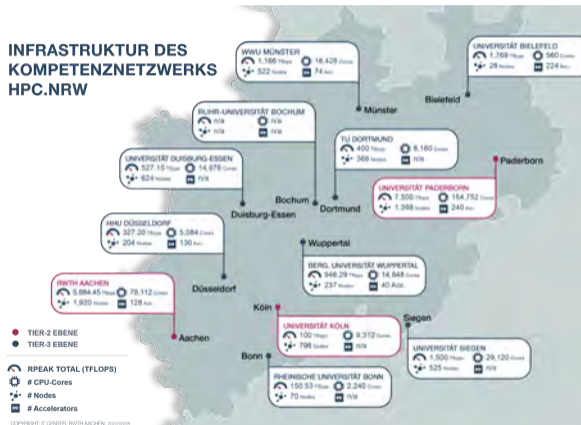 INFRASTRUKTUR DES
KOMPETENZNETZWERKS
HPC.NRW
WWU MÜNSTER
1,186 TFlops 16,428 Cores
522 Nodes 74 Acc.
Münster
UNIVERSITÄT BIELEFELD
1,769 TFlops 560 Cores
28 Nodes 224 Acc.
Bielefeld
RUHR-UNIVERSITÄT BOCHUM
n/a n/a
n/a n/a
Bochum
TU DORTMUND
400 TFlops 8,160 Cores
366 Nodes n/a
Dortmund
Paderborn
UNIVERSITÄT PADERBORN
7,500 TFlops 154,752 Cores
1,398 Nodes 240 Acc.
UNIVERSITÄT DUISBURG-ESSEN
527.15 TFlops 14,976 Cores
624 Nodes n/a
Duisburg-Essen
HHU DÜSSELDORF
327.20 TFlops 5,084 Cores
204 Nodes 130 Acc.
Düsseldorf
Wuppertal
BERG. UNIVERSITÄT WUPPERTAL
946.29 TFlops 14,848 Cores
237 Nodes 40 Acc.
RWTH AACHEN
5,684.45 TFlops 78,112 Cores
1,920 Nodes 128 Acc.
Aachen
Köln
UNIVERSITÄT KÖLN
100 TFlops 9,312 Cores
796 Nodes n/a
Siegen
UNIVERSITÄT SIEGEN
1,500 TFlops 29,120 Cores
525 Nodes n/a
Bonn
RHEINISCHE UNIVERSITÄT BONN
150.53 TFlops 2,240 Cores
70 Nodes n/a
TIER-2 EBENE
TIER-3 EBENE
RPEAK TOTAL (TFLOPS)
# CPU-Cores
# Nodes
# Accelerators
COPYRIGHT: IT CENTER, RWTH AACHEN